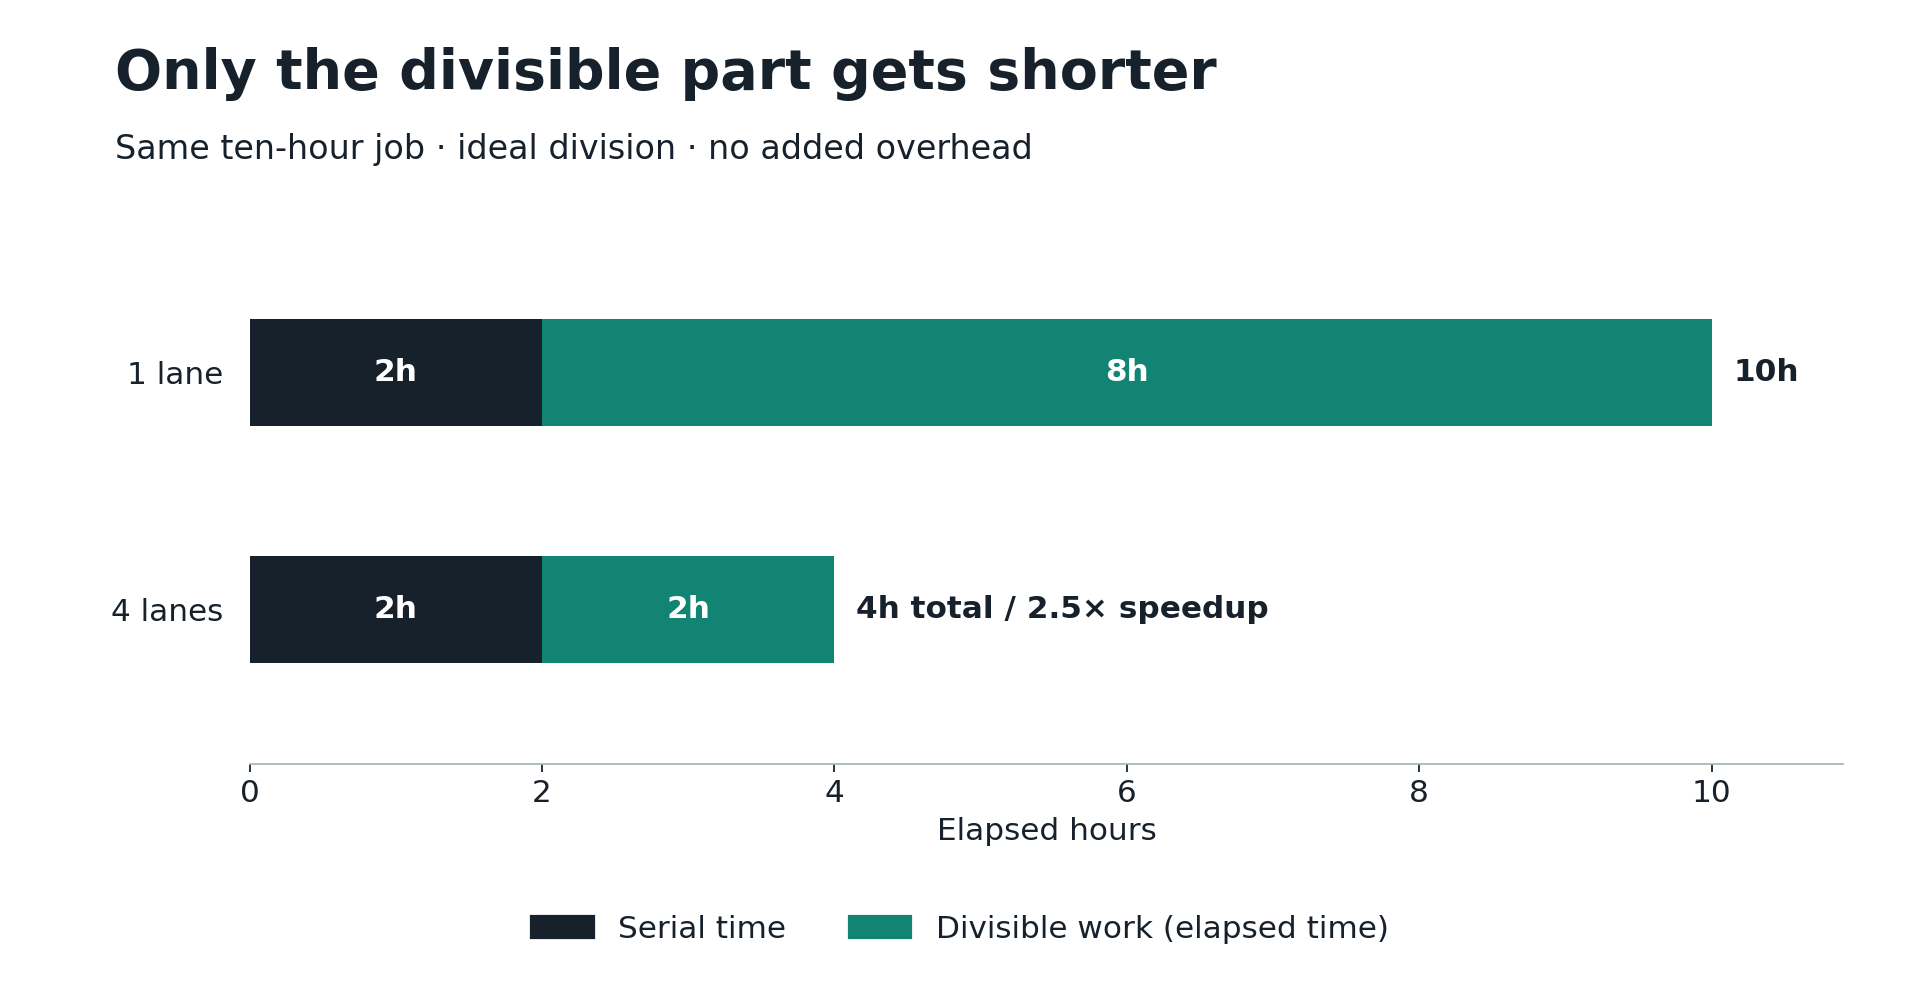 Only the divisible part gets shorter
Same ten-hour job · ideal division · no added overhead
1 lane
2h
8h
10h
4 lanes
2h
2h
4h total / 2.5× speedup
0 2 4 6 8 10
Elapsed hours
Serial time
Divisible work (elapsed time)